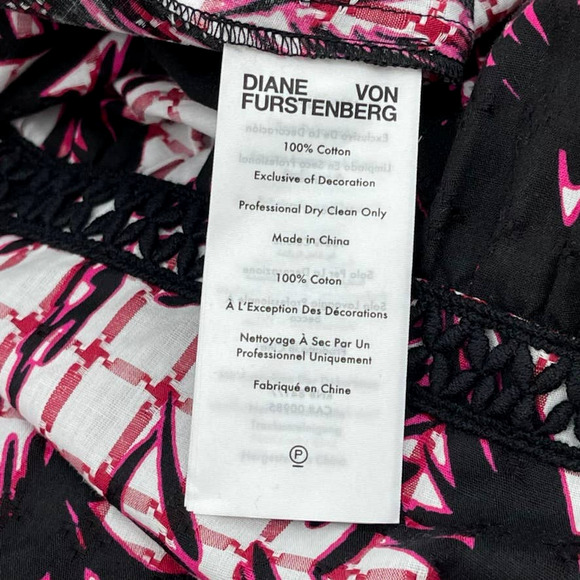 DIANE VON
FURSTENBERG
100% Cotton
Exclusive of Decoration
Professional Dry Clean Only
Made in China
100% Coton
À L'Exception Des Décorations
Nettoyage À Sec Par Un
Professionnel Uniquement
Fabriqué en Chine
P